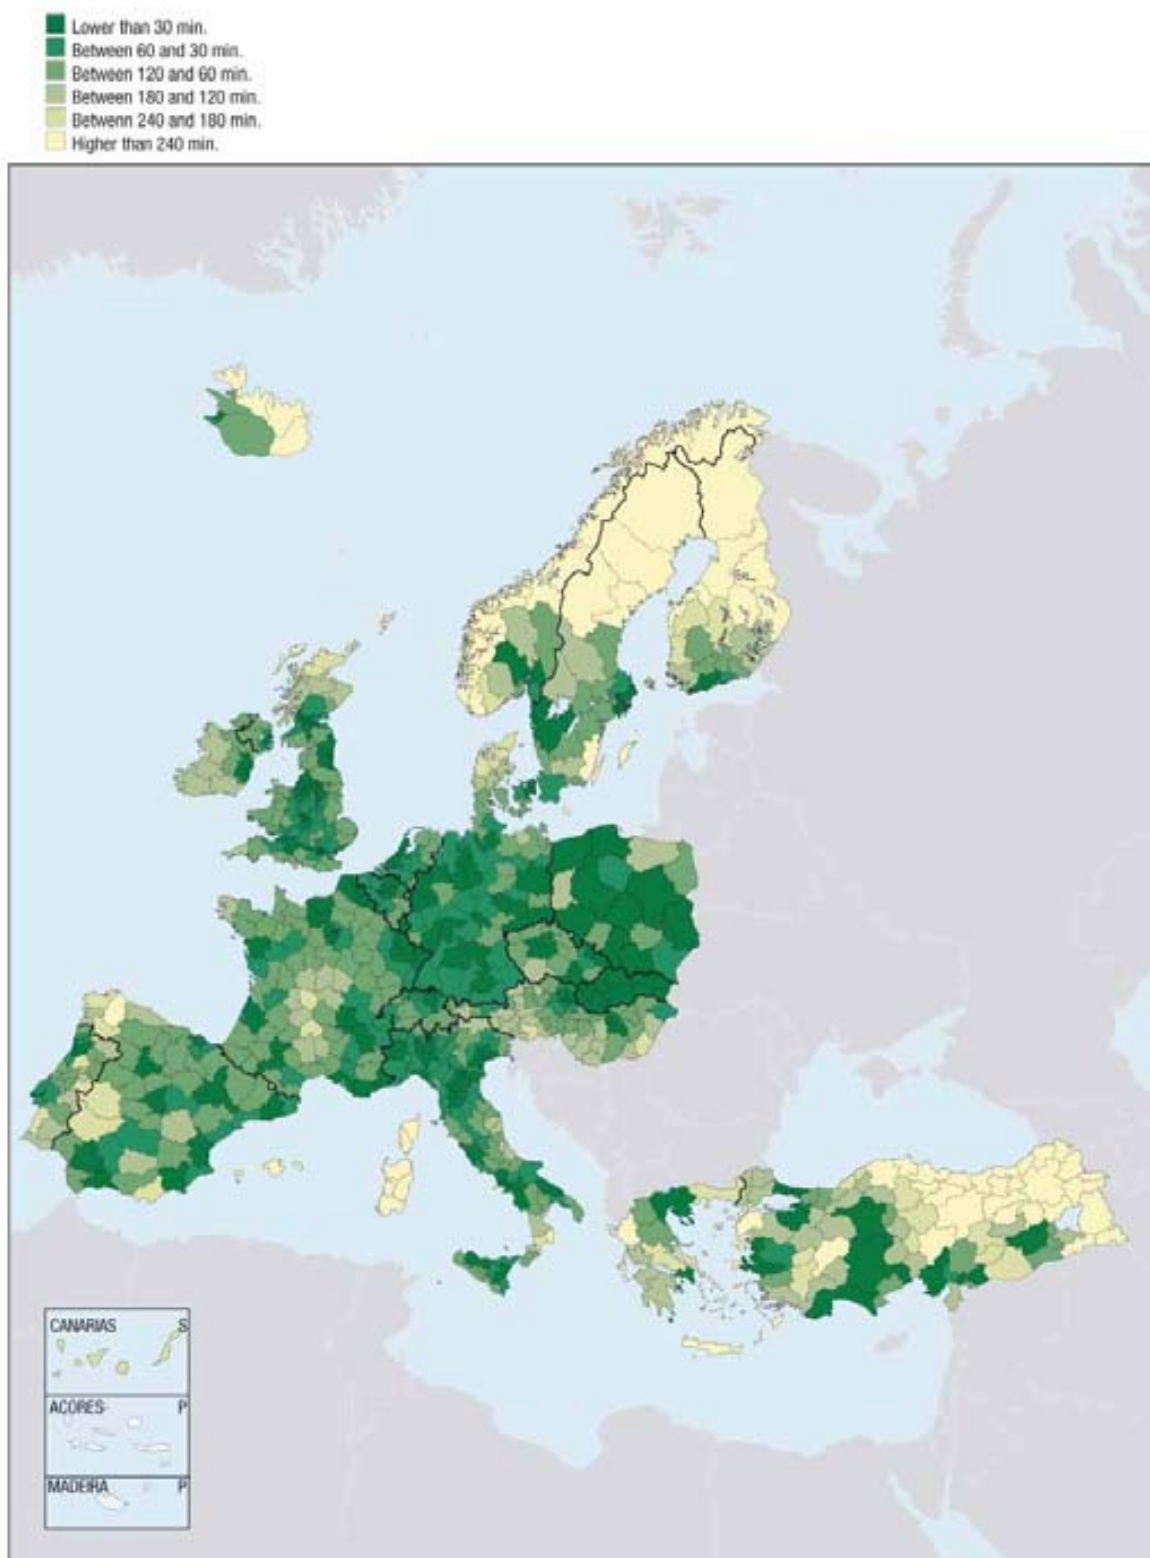 Lower than 30 min.
Between 60 and 30 min.
Between 120 and 60 min.
Between 180 and 120 min.
Betwenn 240 and 180 min.
Higher than 240 min.
CANARIAS S
ACORES P
MADEIRA P